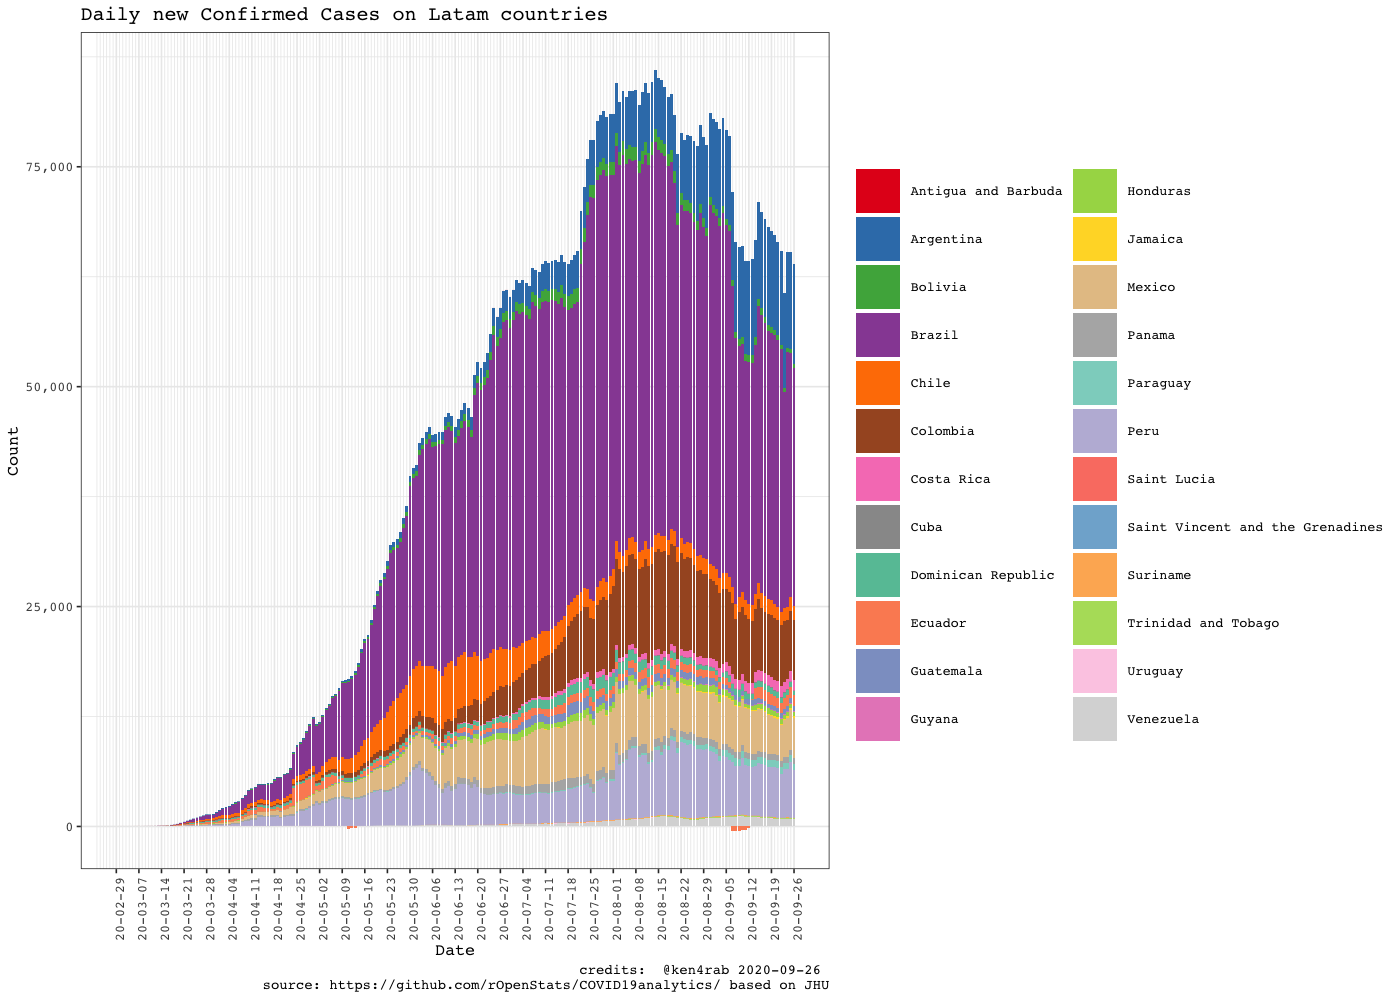 Daily new Confirmed Cases on Latam countries
Count
75,000
50,000
25,000
0
20-02-29
20-03-07
20-03-14
20-03-21
20-03-28
20-04-04
20-04-11
20-04-18
20-04-25
20-05-02
20-05-09
20-05-16
20-05-23
20-05-30
20-06-06
20-06-13
20-06-20
20-06-27
20-07-04
20-07-11
20-07-18
20-07-25
20-08-01
20-08-08
20-08-15
20-08-22
20-08-29
20-09-05
20-09-12
20-09-19
20-09-26
Date
Antigua and Barbuda
Argentina
Bolivia
Brazil
Chile
Colombia
Costa Rica
Cuba
Dominican Republic
Ecuador
Guatemala
Guyana
Honduras
Jamaica
Mexico
Panama
Paraguay
Peru
Saint Lucia
Saint Vincent and the Grenadines
Suriname
Trinidad and Tobago
Uruguay
Venezuela
credits:  @ken4rab 2020-09-26
source: https://github.com/rOpenStats/COVID19analytics/ based on JHU